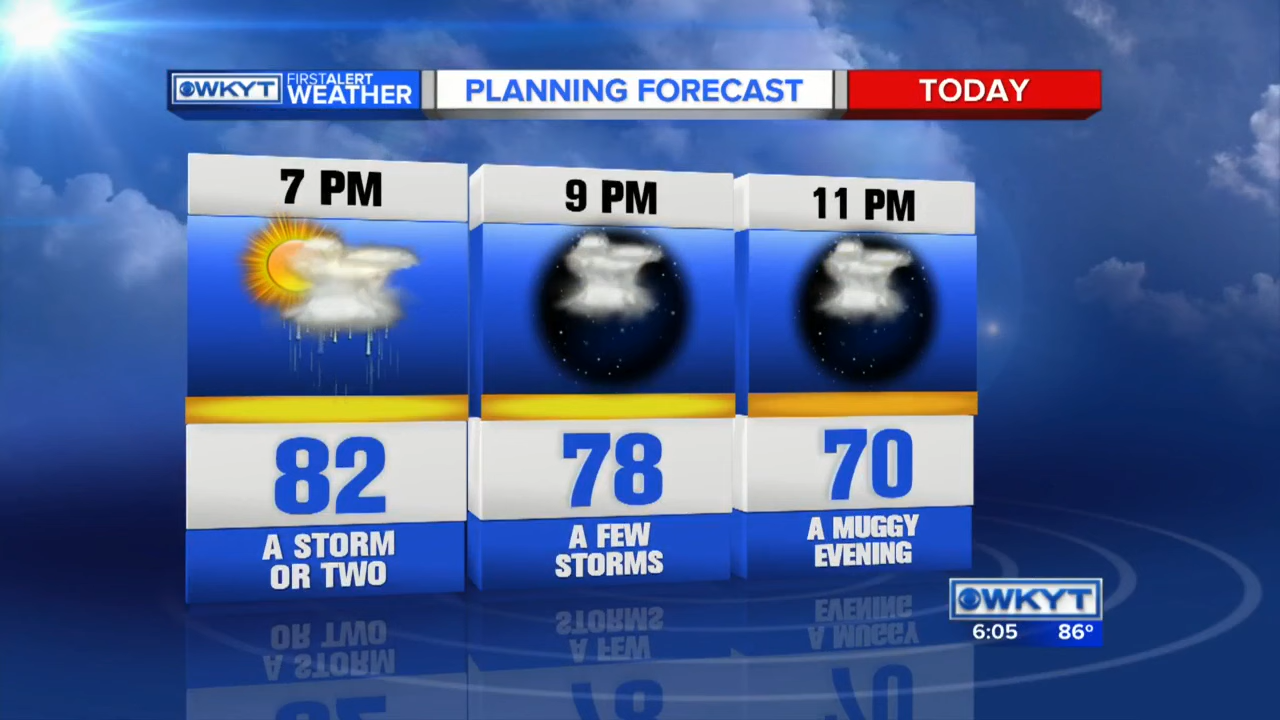 WKYT FIRST ALERT WEATHER
PLANNING FORECAST
TODAY
7 PM
82
A STORM
OR TWO
9 PM
78
A FEW
STORMS
11 PM
70
A MUGGY
EVENING
WKYT
6:05 86°